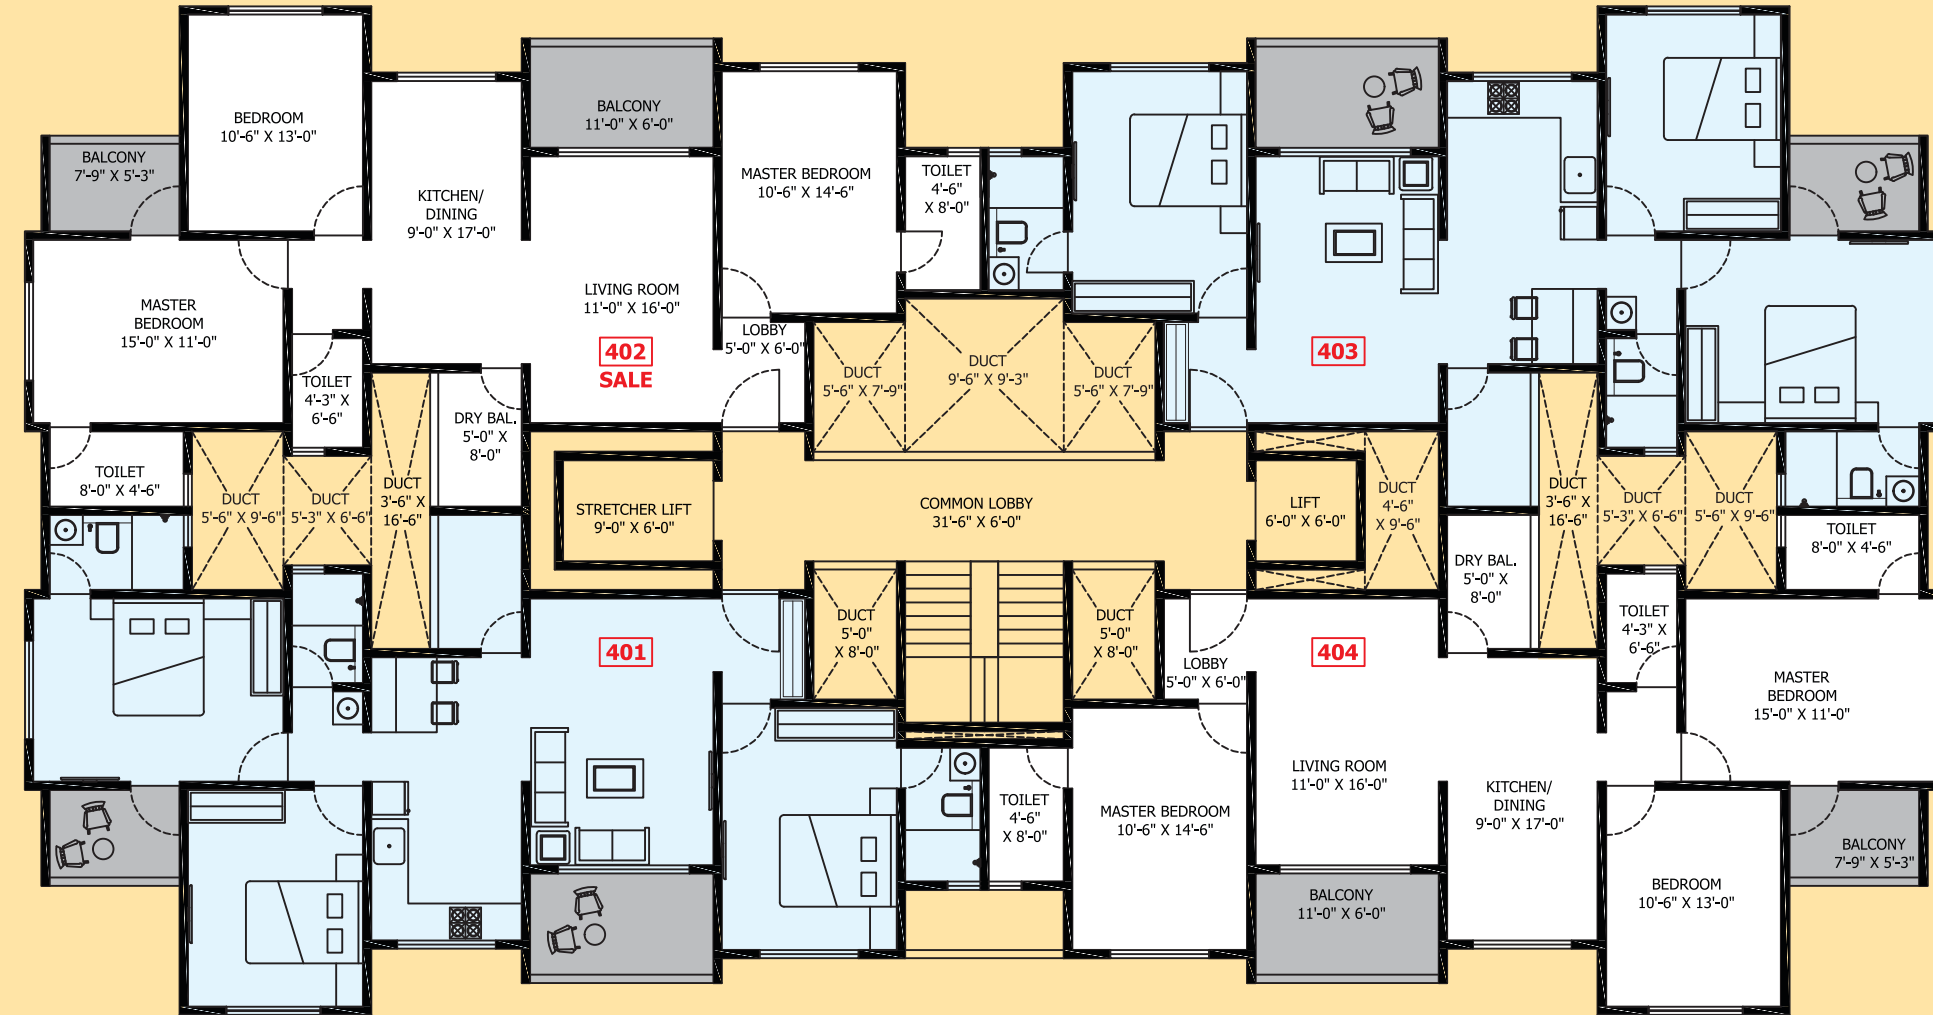 BEDROOM
10'-6" X 13'-0"
BALCONY
7'-9" X 5'-3"
KITCHEN/
DINING
9'-0" X 17'-0"
BALCONY
11'-0" X 6'-0"
MASTER BEDROOM
10'-6" X 14'-6"
TOILET
4'-6"
X 8'-0"
MASTER
BEDROOM
15'-0" X 11'-0"
LIVING ROOM
11'-0" X 16'-0"
402
SALE
LOBBY
5'-0" X 6'-0"
TOILET
4'-3" X
6'-6"
DRY BAL.
5'-0" X
8'-0"
TOILET
8'-0" X 4'-6"
DUCT
5'-6" X 9'-6"
DUCT
5'-3" X 6'-6"
DUCT
3'-6" X
16'-6"
DUCT
5'-6" X 7'-9"
DUCT
9'-6" X 9'-3"
DUCT
5'-6" X 7'-9"
403
STRETCHER LIFT
9'-0" X 6'-0"
COMMON LOBBY
31'-6" X 6'-0"
LIFT
6'-0" X 6'-0"
DUCT
4'-6"
X 9'-6"
DUCT
3'-6" X
16'-6"
DUCT
5'-3" X 6'-6"
DUCT
5'-6" X 9'-6"
TOILET
8'-0" X 4'-6"
DRY BAL.
5'-0" X
8'-0"
401
DUCT
5'-0"
X 8'-0"
DUCT
5'-0"
X 8'-0"
LOBBY
5'-0" X 6'-0"
404
TOILET
4'-3" X
6'-6"
MASTER
BEDROOM
15'-0" X 11'-0"
TOILET
4'-6"
X 8'-0"
MASTER BEDROOM
10'-6" X 14'-6"
LIVING ROOM
11'-0" X 16'-0"
KITCHEN/
DINING
9'-0" X 17'-0"
BALCONY
11'-0" X 6'-0"
BEDROOM
10'-6" X 13'-0"
BALCONY
7'-9" X 5'-3"